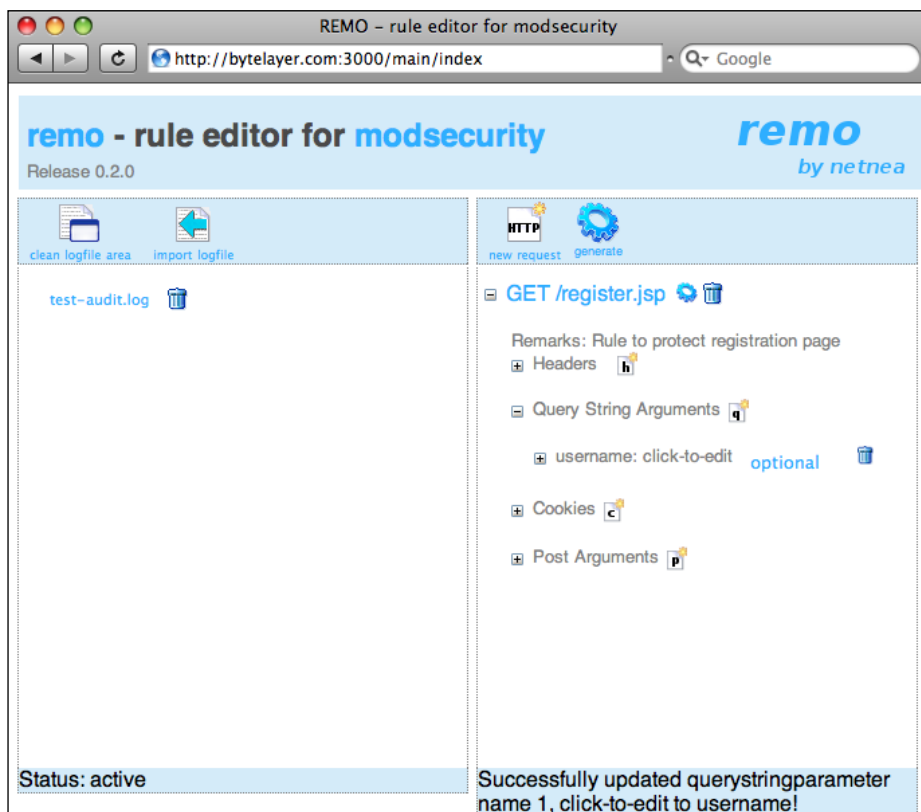 REMO – rule editor for modsecurity
http://bytelayer.com:3000/main/index
Google
remo - rule editor for modsecurity
Release 0.2.0
remo
by netnea
clean logfile area
import logfile
HTTP
new request
generate
test-audit.log
GET /register.jsp
Remarks: Rule to protect registration page
Headers h
Query String Arguments q
username: click-to-edit optional
Cookies c
Post Arguments p
Status: active
Successfully updated querystringparameter
name 1, click-to-edit to username!